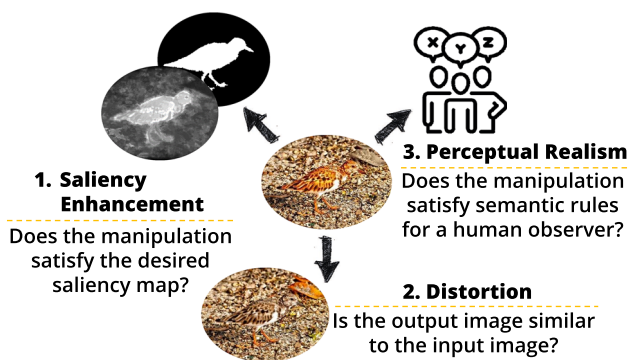 X Y Z
1. Saliency
Enhancement
Does the manipulation
satisfy the desired
saliency map?
3. Perceptual Realism
Does the manipulation
satisfy semantic rules
for a human observer?
2. Distortion
Is the output image similar
to the input image?